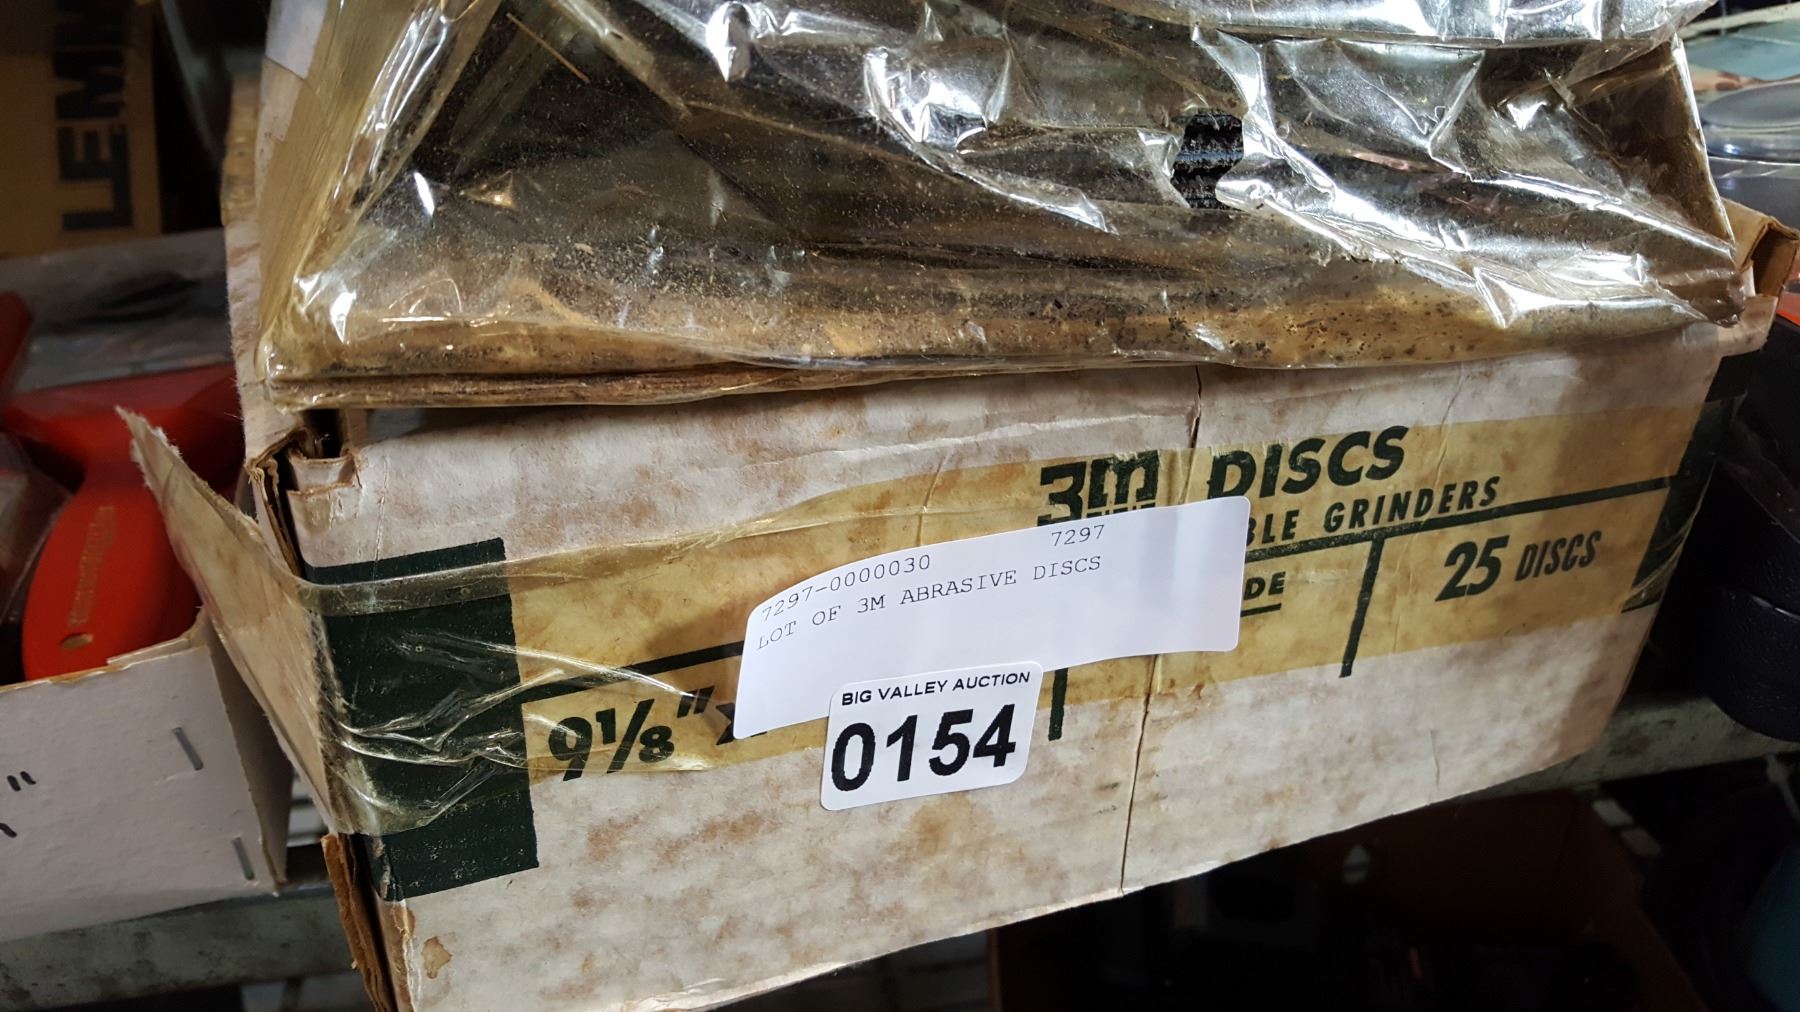 LEM
3M DISCS
BLE GRINDERS
DE
25 DISCS
9 1/8"
7297-0000030 7297
LOT OF 3M ABRASIVE DISCS
BIG VALLEY AUCTION
0154